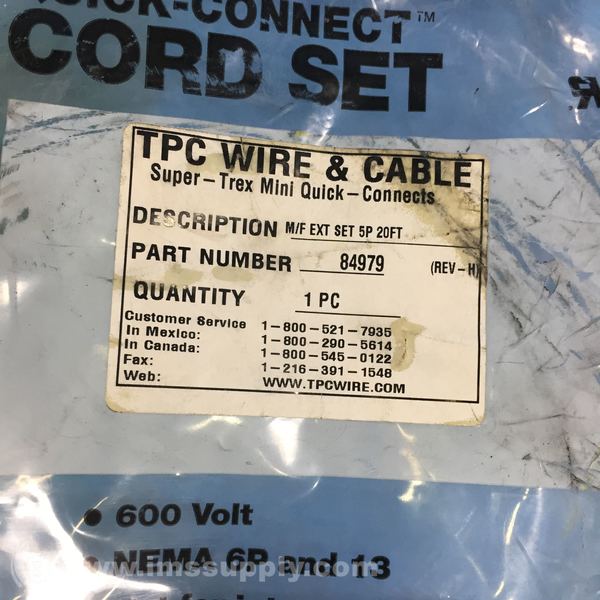 QUICK-CONNECT™
CORD SET
TPC WIRE & CABLE
Super-Trex Mini Quick-Connects
DESCRIPTION M/F EXT SET 5P 20FT
PART NUMBER 84979 (REV-H)
QUANTITY 1 PC
Customer Service 1-800-521-7935
In Mexico: 1-800-290-5614
In Canada: 1-800-545-0122
Fax: 1-216-391-1548
Web: WWW.TPCWIRE.COM
• 600 Volt
• NEMA 6P and 13
www.imssupply.com